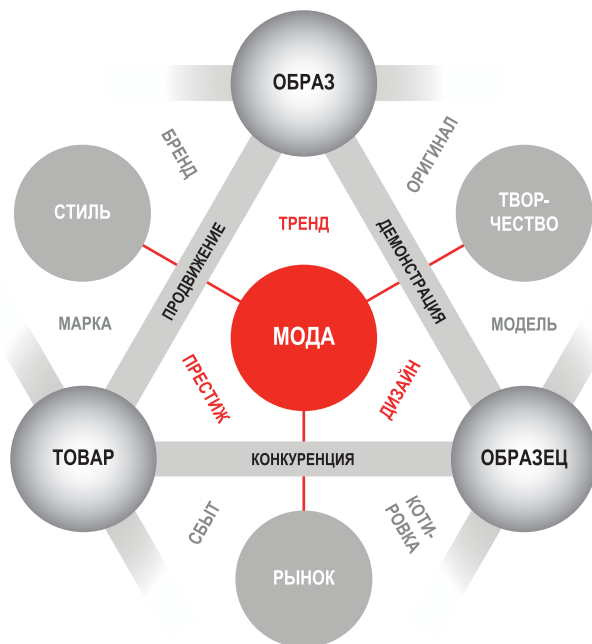 ОБРАЗ
БРЕНД
ОРИГИНАЛ
СТИЛЬ
ТВОР-
ЧЕСТВО
ТРЕНД
ПРОДВИЖЕНИЕ
ДЕМОНСТРАЦИЯ
МАРКА
МОДА
МОДЕЛЬ
ПРЕСТИЖ
ДИЗАЙН
ТОВАР
КОНКУРЕНЦИЯ
ОБРАЗЕЦ
СБЫТ
КОТИ-
РОВКА
РЫНОК